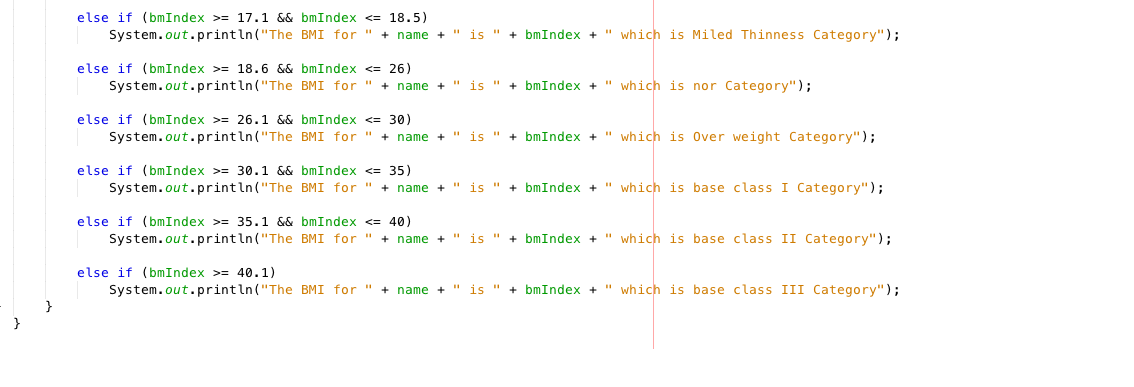 else if (bmIndex >= 17.1 && bmIndex <= 18.5)
System.out.println("The BMI for " + name + " is " + bmIndex + " which is Miled Thinness Category");
else if (bmIndex >= 18.6 && bmIndex <= 26)
System.out.println("The BMI for " + name + " is " + bmIndex + " which is nor Category");
else if (bmIndex >= 26.1 && bmIndex <= 30)
System.out.println("The BMI for " + name + " is " + bmIndex + " which is Over weight Category");
else if (bmIndex >= 30.1 && bmIndex <= 35)
System.out.println("The BMI for " + name + " is " + bmIndex + " which is base class I Category");
else if (bmIndex >= 35.1 && bmIndex <= 40)
System.out.println("The BMI for " + name + " is " + bmIndex + " which is base class II Category");
else if (bmIndex >= 40.1)
System.out.println("The BMI for " + name + " is " + bmIndex + " which is base class III Category");
}
}